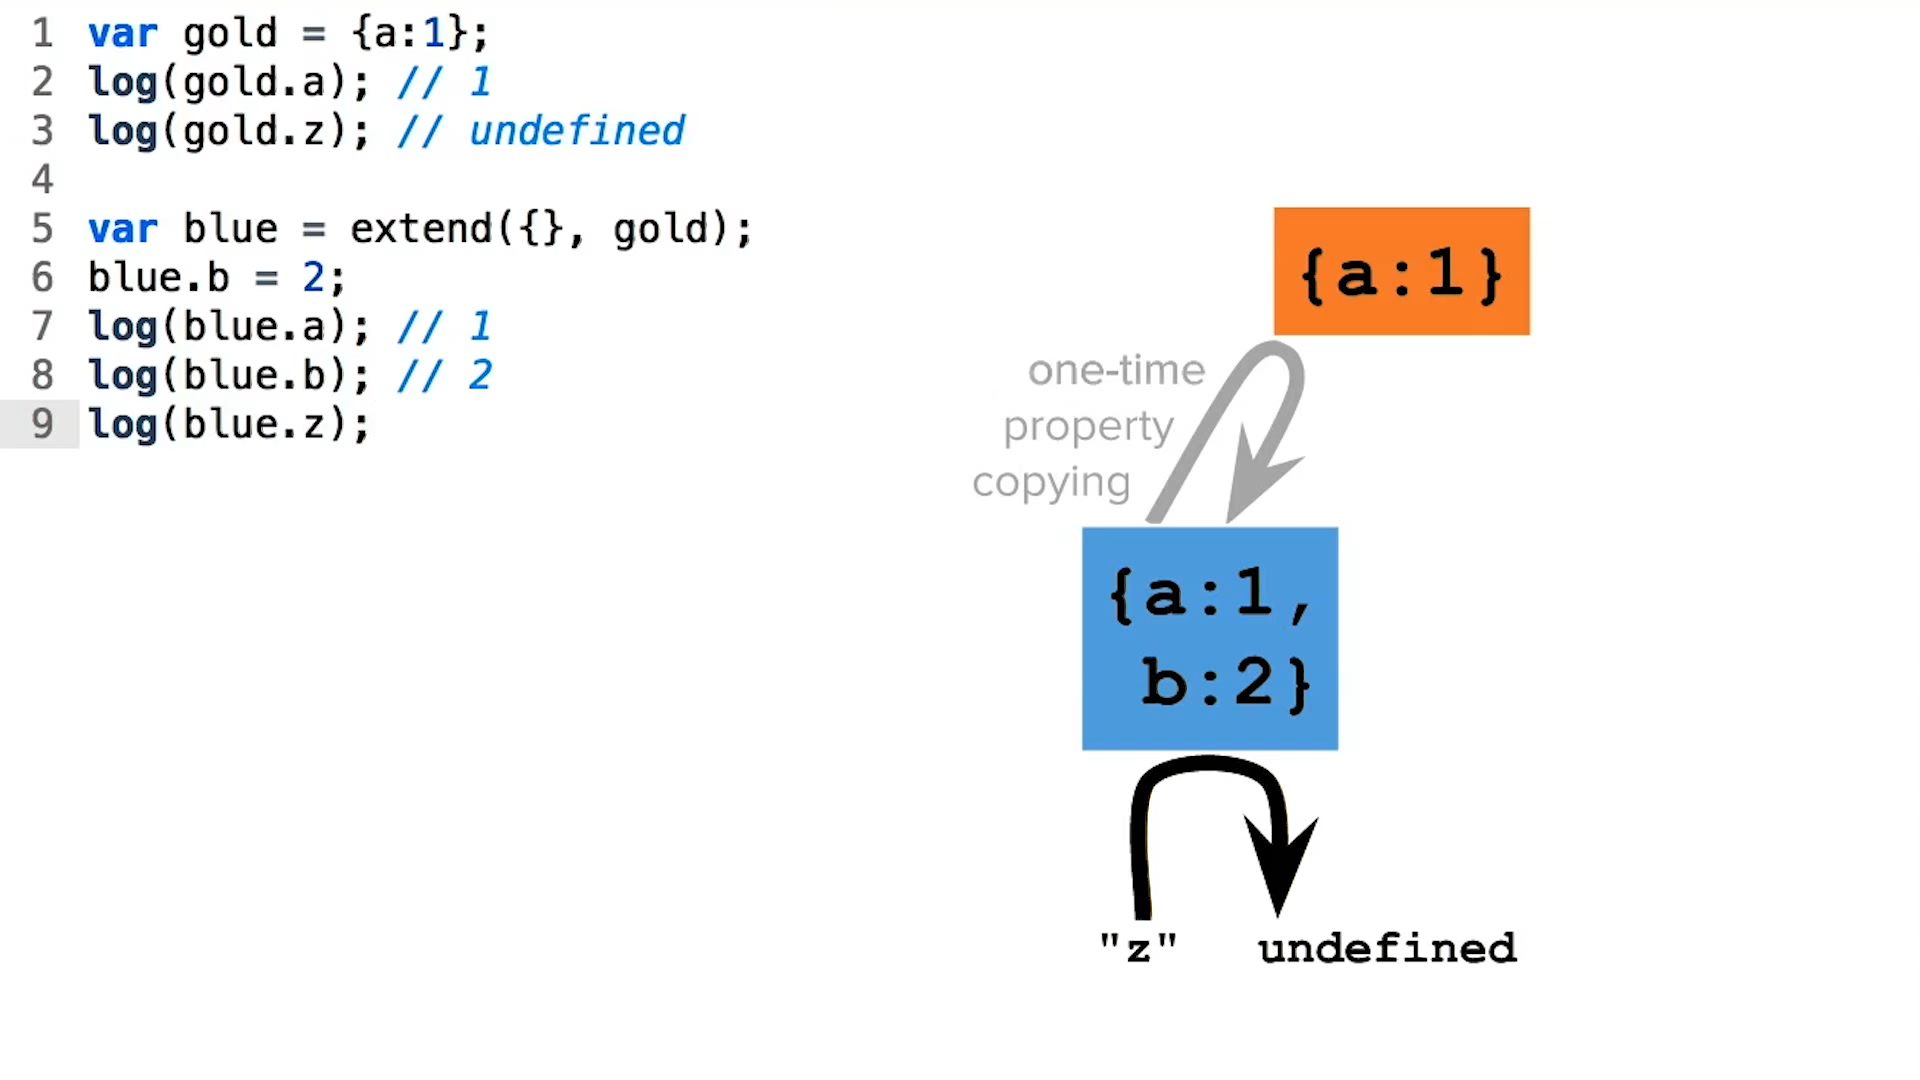 1 var gold = {a:1};
2 log(gold.a); // 1
3 log(gold.z); // undefined
4
5 var blue = extend({}, gold);
6 blue.b = 2;
7 log(blue.a); // 1
8 log(blue.b); // 2
9 log(blue.z);
{a:1}
one-time
property
copying
{a:1,
b:2}
"z" undefined